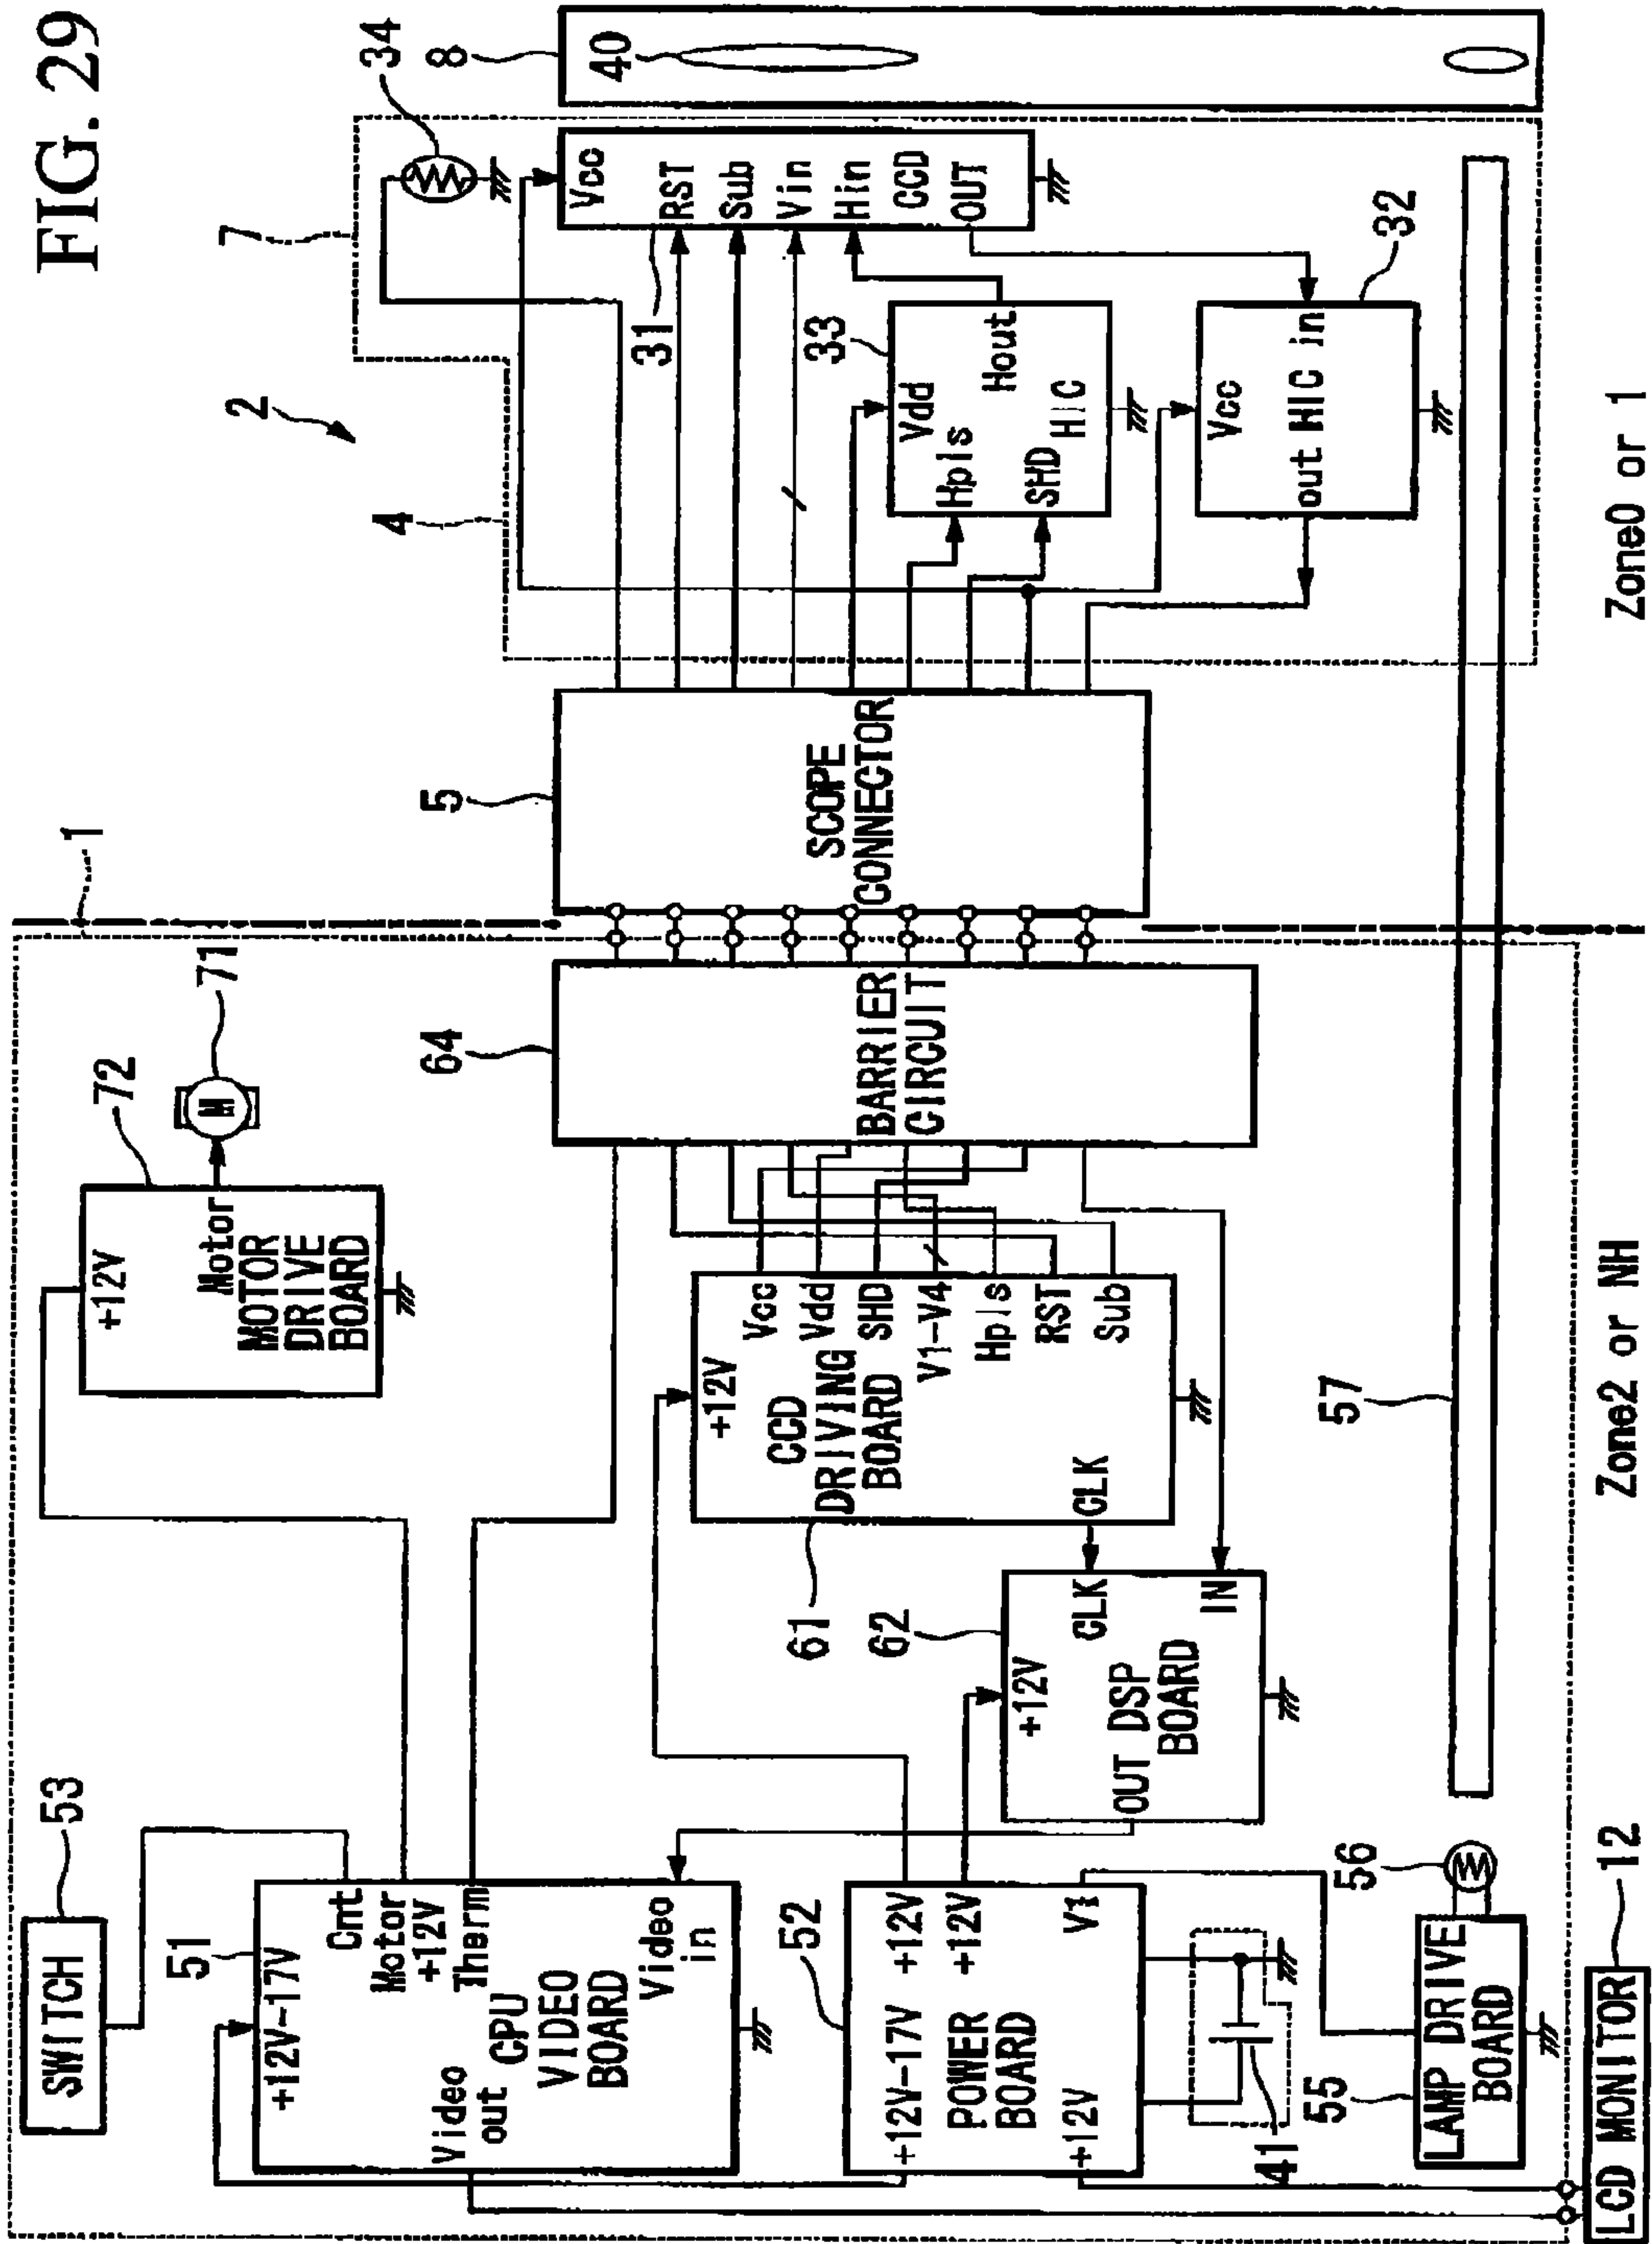 FIG. 29
SWITCH
53
51
+12V-17V
Cnt
Motor
+12V
Therm
Video
out
CPU
VIDEO
BOARD
Video
in
72
+12V
Motor
MOTOR
DRIVE
BOARD
71
M
1
52
+12V-17V
+12V
+12V
POWER
BOARD
+12V
V1
41
61
+12V
CCD
DRIVING
BOARD
CLK
Vcc
Vdd
SHD
V1-V4
Hpls
RST
Sub
62
+12V
CLK
OUT
DSP
BOARD
IN
64
BARRIER
CIRCUIT
5
SCOPE
CONNECTOR
2
4
7
34
8
40
31
Vcc
RST
Sub
Vin
Hin
CCD
OUT
33
Vdd
Hpls
Hout
SHD
HIC
32
Vcc
out HIC in
55
LAMP DRIVE
BOARD
56
57
LCD MONITOR
12
Zone2 or NH
Zone0 or 1